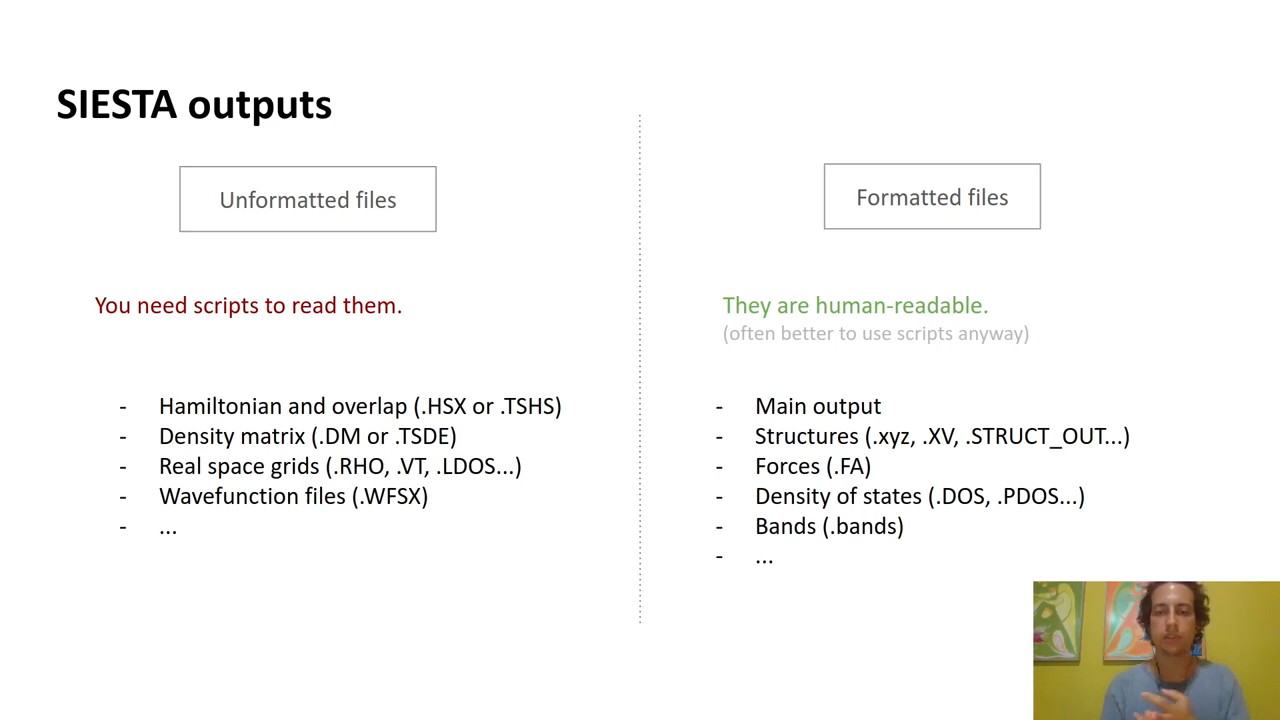 SIESTA outputs
Unformatted files
You need scripts to read them.
- Hamiltonian and overlap (.HSX or .TSHS)
- Density matrix (.DM or .TSDE)
- Real space grids (.RHO, .VT, .LDOS...)
- Wavefunction files (.WFSX)
- ...
Formatted files
They are human-readable.
(often better to use scripts anyway)
- Main output
- Structures (.xyz, .XV, .STRUCT_OUT...)
- Forces (.FA)
- Density of states (.DOS, .PDOS...)
- Bands (.bands)
- ...